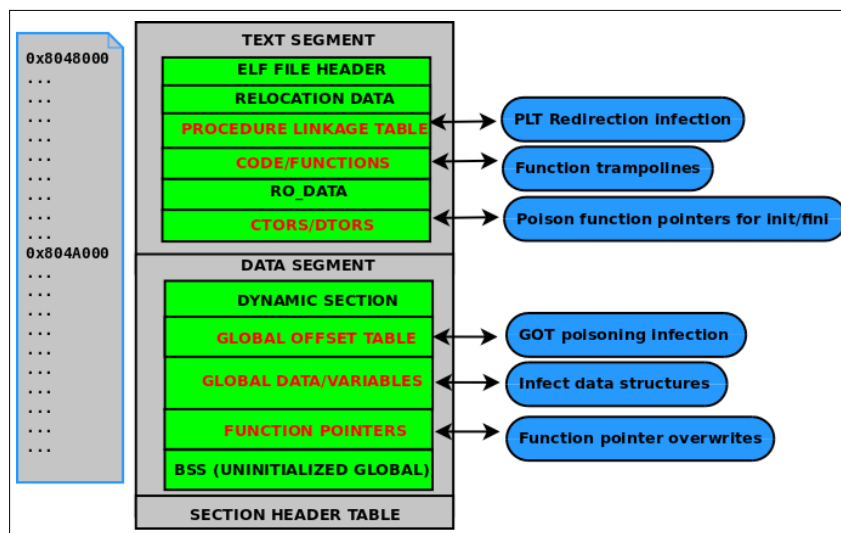 0x8048000
...
...
...
...
...
...
...
...
...
0x804A000
...
...
...
...
...
...
...
...
...
...
TEXT SEGMENT
ELF FILE HEADER
RELOCATION DATA
PROCEDURE LINKAGE TABLE
PLT Redirection infection
CODE/FUNCTIONS
Function trampolines
RO_DATA
CTORS/DTORS
Poison function pointers for init/fini
DATA SEGMENT
DYNAMIC SECTION
GLOBAL OFFSET TABLE
GOT poisoning infection
GLOBAL DATA/VARIABLES
Infect data structures
FUNCTION POINTERS
Function pointer overwrites
BSS (UNINITIALIZED GLOBAL)
SECTION HEADER TABLE